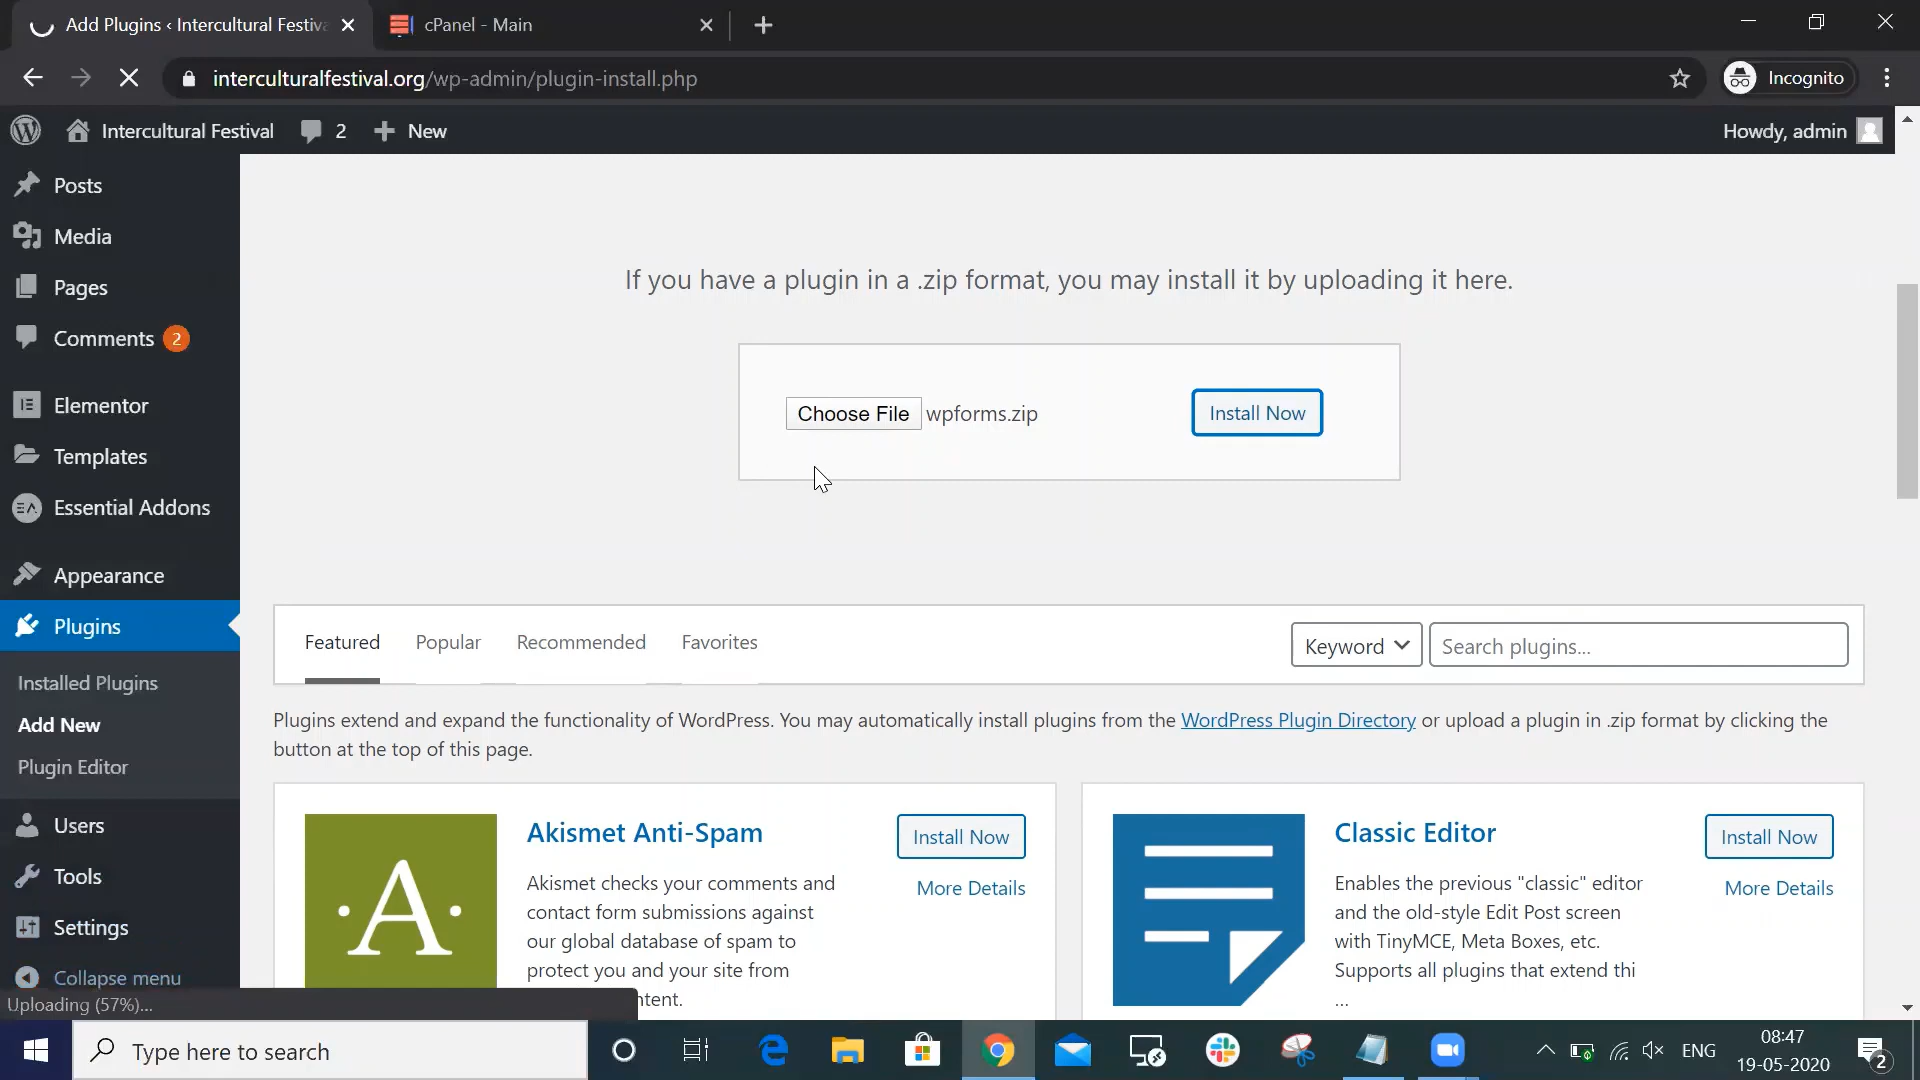 Add Plugins ‹ Intercultural Festiva
cPanel - Main
interculturalfestival.org/wp-admin/plugin-install.php
Incognito
Intercultural Festival
2
New
Howdy, admin
Posts
Media
Pages
Comments 2
Elementor
Templates
Essential Addons
Appearance
Plugins
Installed Plugins
Add New
Plugin Editor
Users
Tools
Settings
Collapse menu
Uploading (57%)...
If you have a plugin in a .zip format, you may install it by uploading it here.
Choose File wpforms.zip
Install Now
Featured
Popular
Recommended
Favorites
Keyword
Search plugins...
Plugins extend and expand the functionality of WordPress. You may automatically install plugins from the WordPress Plugin Directory or upload a plugin in .zip format by clicking the
button at the top of this page.
A
Akismet Anti-Spam
Install Now
More Details
Akismet checks your comments and
contact form submissions against
our global database of spam to
protect you and your site from
ntent.
Classic Editor
Install Now
More Details
Enables the previous "classic" editor
and the old-style Edit Post screen
with TinyMCE, Meta Boxes, etc.
Supports all plugins that extend thi
...
Type here to search
ENG
08:47
19-05-2020
2